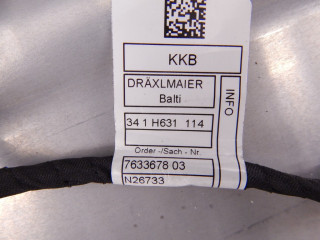 KKB
DRÄXLMAIER
Balti
INFO
34 1 H631 114
Order -/Sach - Nr.
7633678 03
N26733